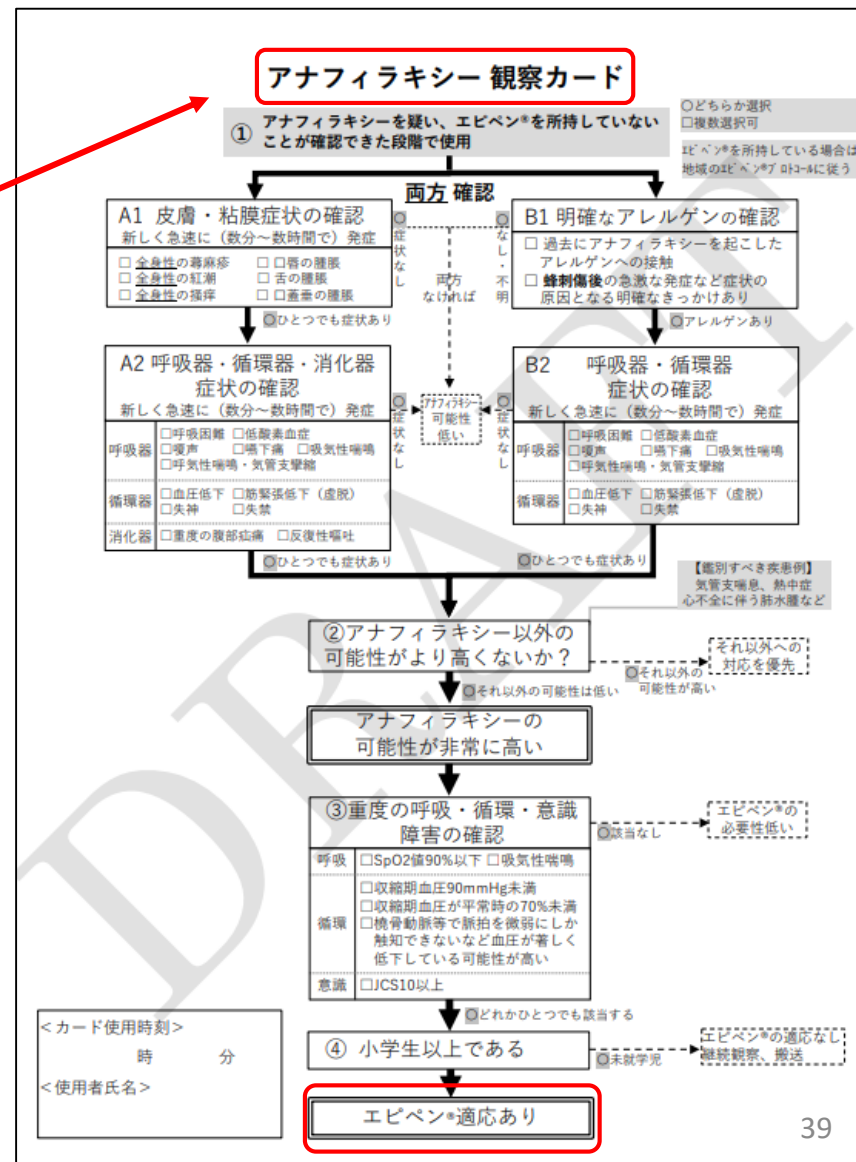 アナフィラキシー 観察カード
① アナフィラキシーを疑い、エピペン®を所持していない
ことが確認できた段階で使用
○どちらか選択
□複数選択可
エピペン®を所持している場合は
地域のエピペン®プロトコールに従う
両方 確認
A1 皮膚・粘膜症状の確認
新しく急速に（数分～数時間で）発症
□ 全身性の蕁麻疹 □ 口唇の腫脹
□ 全身性の紅潮 □ 舌の腫脹
□ 全身性の掻痒 □ 口蓋垂の腫脹
○症状なし
両方
なければ
○なし・不明
B1 明確なアレルゲンの確認
□ 過去にアナフィラキシーを起こした
アレルゲンへの接触
□ 蜂刺傷後の急激な発症など症状の
原因となる明確なきっかけあり
○ひとつでも症状あり
○アレルゲンあり
A2 呼吸器・循環器・消化器
症状の確認
新しく急速に（数分～数時間で）発症
呼吸器 □呼吸困難 □低酸素血症
□嗄声 □嚥下痛 □吸気性喘鳴
□呼気性喘鳴・気管支攣縮
循環器 □血圧低下 □筋緊張低下（虚脱）
□失神 □失禁
消化器 □重度の腹部疝痛 □反復性嘔吐
○症状なし
アナフィラキシー
可能性
低い
○症状なし
B2 呼吸器・循環器
症状の確認
新しく急速に（数分～数時間で）発症
呼吸器 □呼吸困難 □低酸素血症
□嗄声 □嚥下痛 □吸気性喘鳴
□呼気性喘鳴・気管支攣縮
循環器 □血圧低下 □筋緊張低下（虚脱）
□失神 □失禁
○ひとつでも症状あり
○ひとつでも症状あり
【鑑別すべき疾患例】
気管支喘息、熱中症
心不全に伴う肺水腫など
②アナフィラキシー以外の
可能性がより高くないか？
○それ以外の
可能性が高い
それ以外への
対応を優先
○それ以外の可能性は低い
アナフィラキシーの
可能性が非常に高い
③重度の呼吸・循環・意識
障害の確認
呼吸 □SpO2値90%以下 □吸気性喘鳴
循環 □収縮期血圧90mmHg未満
□収縮期血圧が平常時の70%未満
□橈骨動脈等で脈拍を微弱にしか
触知できないなど血圧が著しく
低下している可能性が高い
意識 □JCS10以上
○該当なし
エピペン®の
必要性低い
○どれかひとつでも該当する
④ 小学生以上である
○未就学児
エピペン®の適応なし
継続観察、搬送
エピペン®適応あり
＜カード使用時刻＞
時 分
＜使用者氏名＞
DRAFT
39